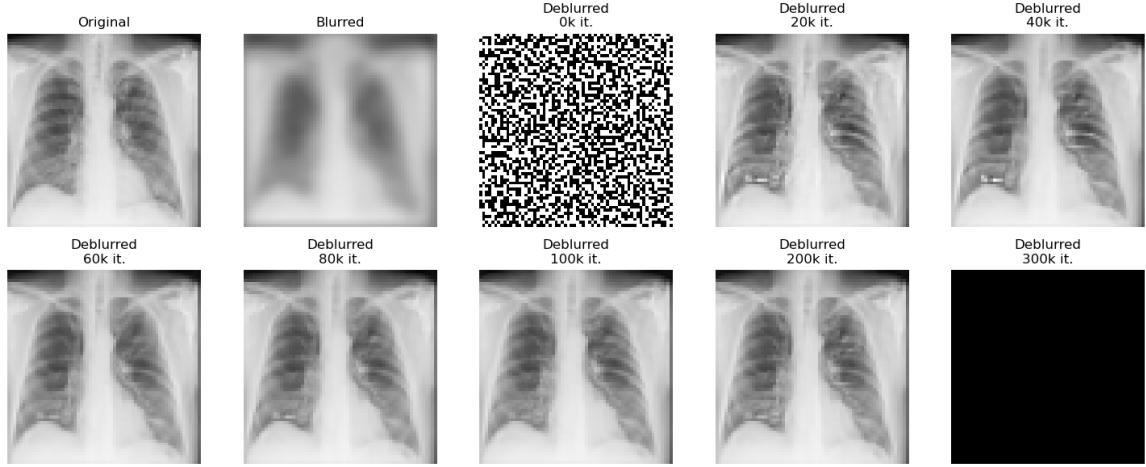 Original
Blurred
Deblurred
0k it.
Deblurred
20k it.
Deblurred
40k it.
Deblurred
60k it.
Deblurred
80k it.
Deblurred
100k it.
Deblurred
200k it.
Deblurred
300k it.